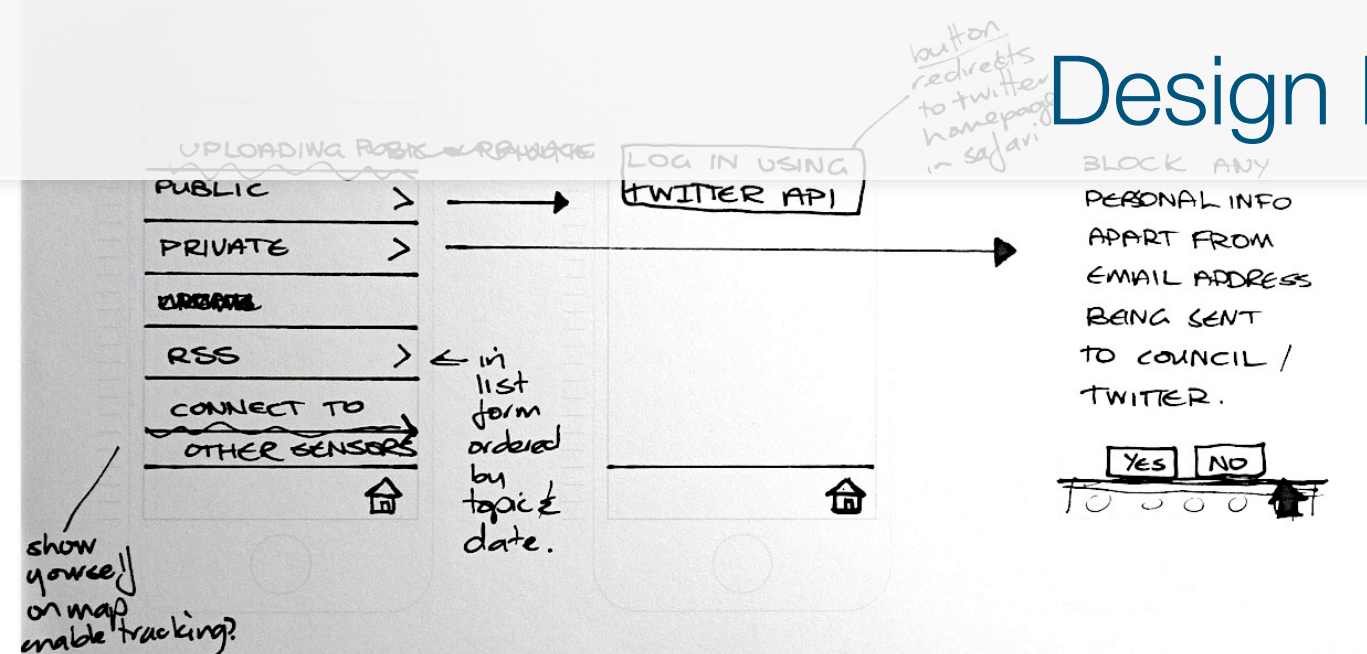 Design
button
redirects
to twitter
homepage
in safari
UPLOADING PUBLIC or
PUBLIC
PRIVATE
RSS
CONNECT TO
OTHER SENSORS
in
list
form
ordered
by
topic &
date.
show
yourself
on map
enable tracking?
LOG IN USING
TWITTER API
BLOCK ANY
PERSONAL INFO
APART FROM
EMAIL ADDRESS
BEING SENT
TO COUNCIL /
TWITTER.
YES NO